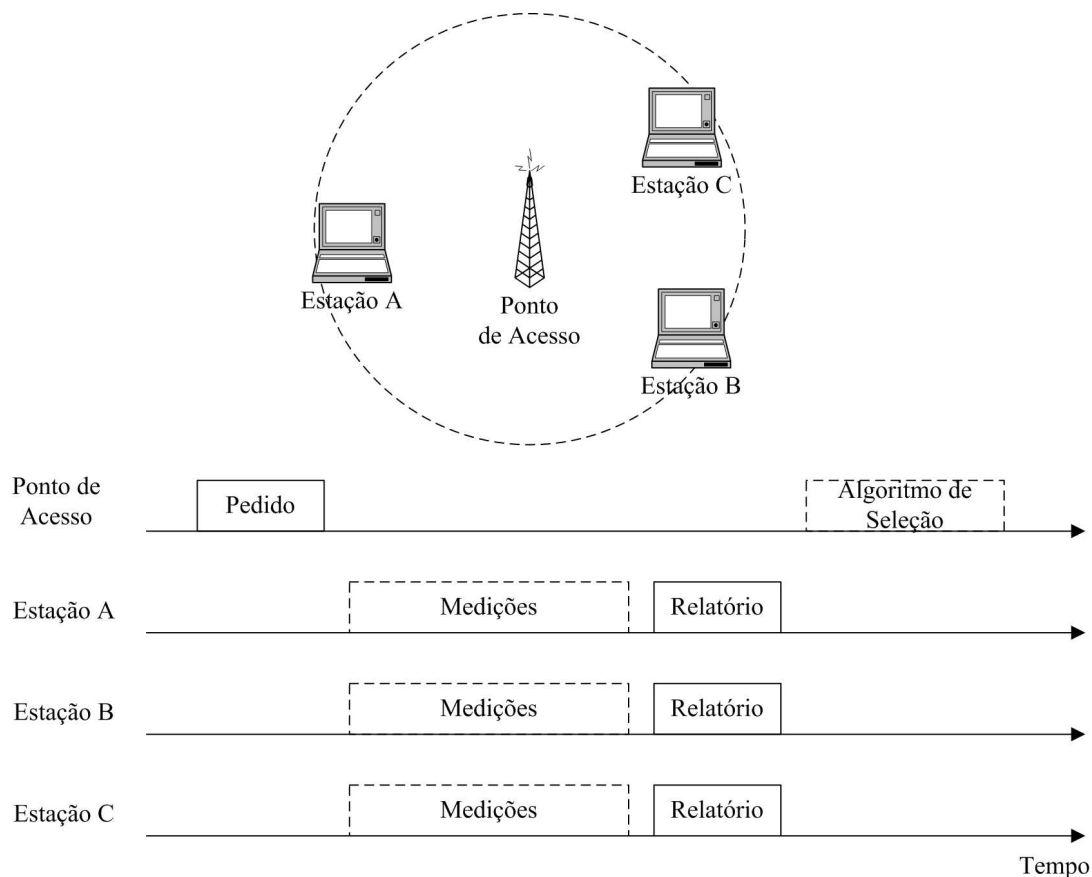 Estação C
Estação A
Ponto
de Acesso
Estação B
Ponto de
Acesso
Pedido
Algoritmo de
Seleção
Estação A
Medições
Relatório
Estação B
Medições
Relatório
Estação C
Medições
Relatório
Tempo